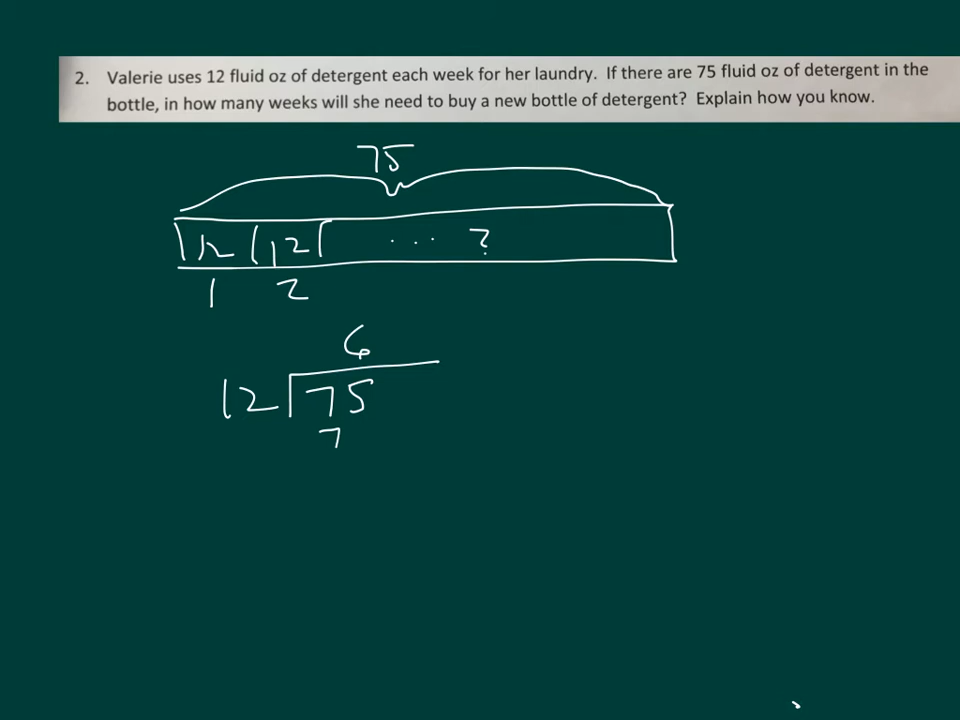 2. Valerie uses 12 fluid oz of detergent each week for her laundry. If there are 75 fluid oz of detergent in the
bottle, in how many weeks will she need to buy a new bottle of detergent? Explain how you know.
75
12 12 ... ?
1 2
6
12 75
7